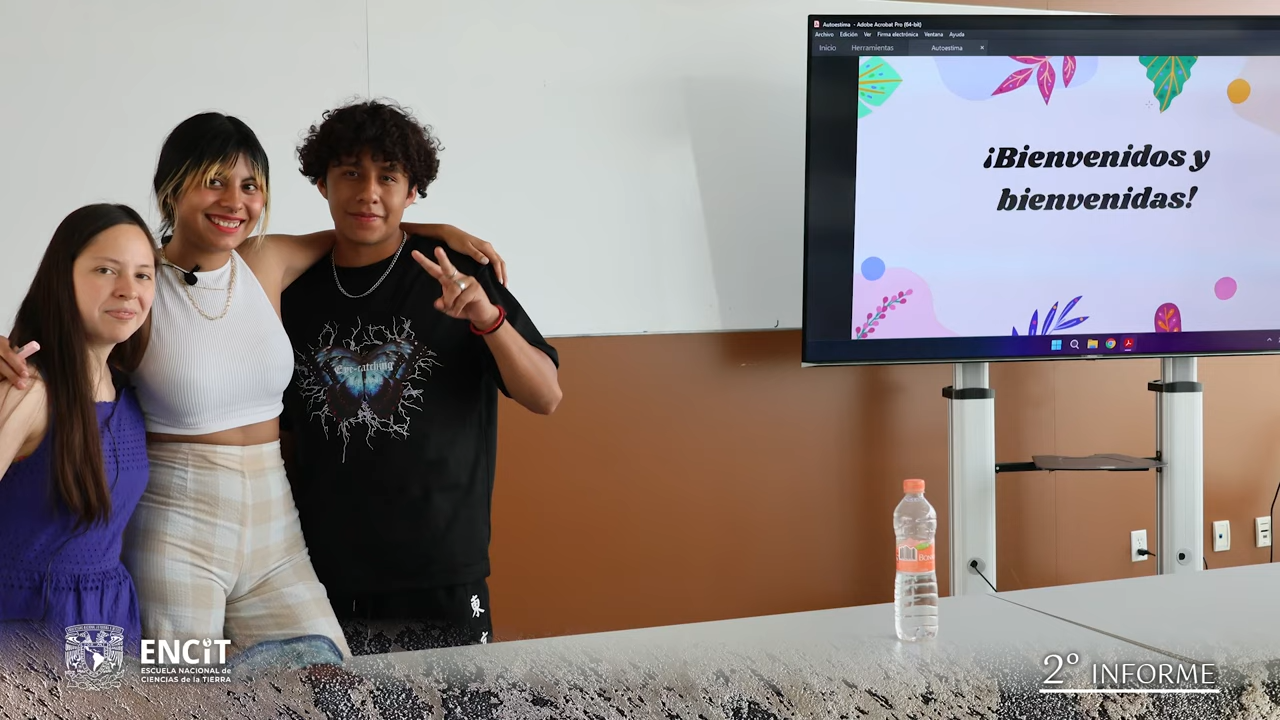 Autoestima - Adobe Acrobat Pro (64-bit)
Archivo Edición Ver Firma electrónica Ventana Ayuda
Inicio Herramientas Autoestima ×
¡Bienvenidos y
bienvenidas!
Eye-catching
東
ENCiT
ESCUELA NACIONAL de
CIENCIAS de la TIERRA
2° INFORME